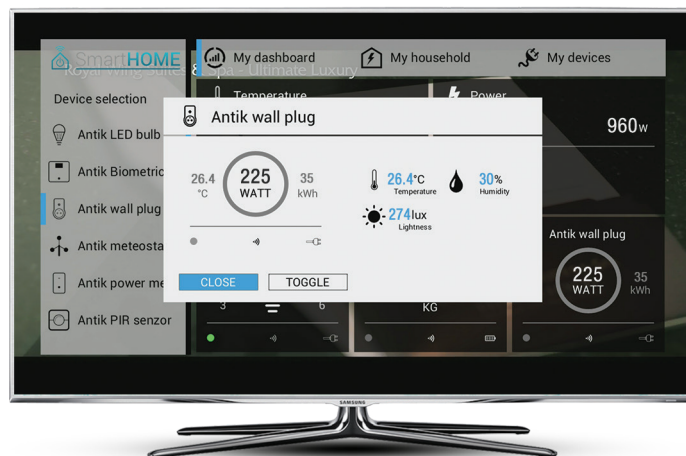 SmartHOME
Royal Wing Suites & Spa - Ultimate Luxury
My dashboard
My household
My devices
Device selection
Antik LED bulb
Antik Biometric
Antik wall plug
Antik meteosta
Antik power me
Antik PIR senzor
Temperature
Power
960w
Antik wall plug
26.4
°C
225
WATT
35
kWh
26.4°C
Temperature
30%
Humidity
274lux
Lightness
CLOSE
TOGGLE
3
6
KG
Antik wall plug
225
WATT
35
kWh
SAMSUNG